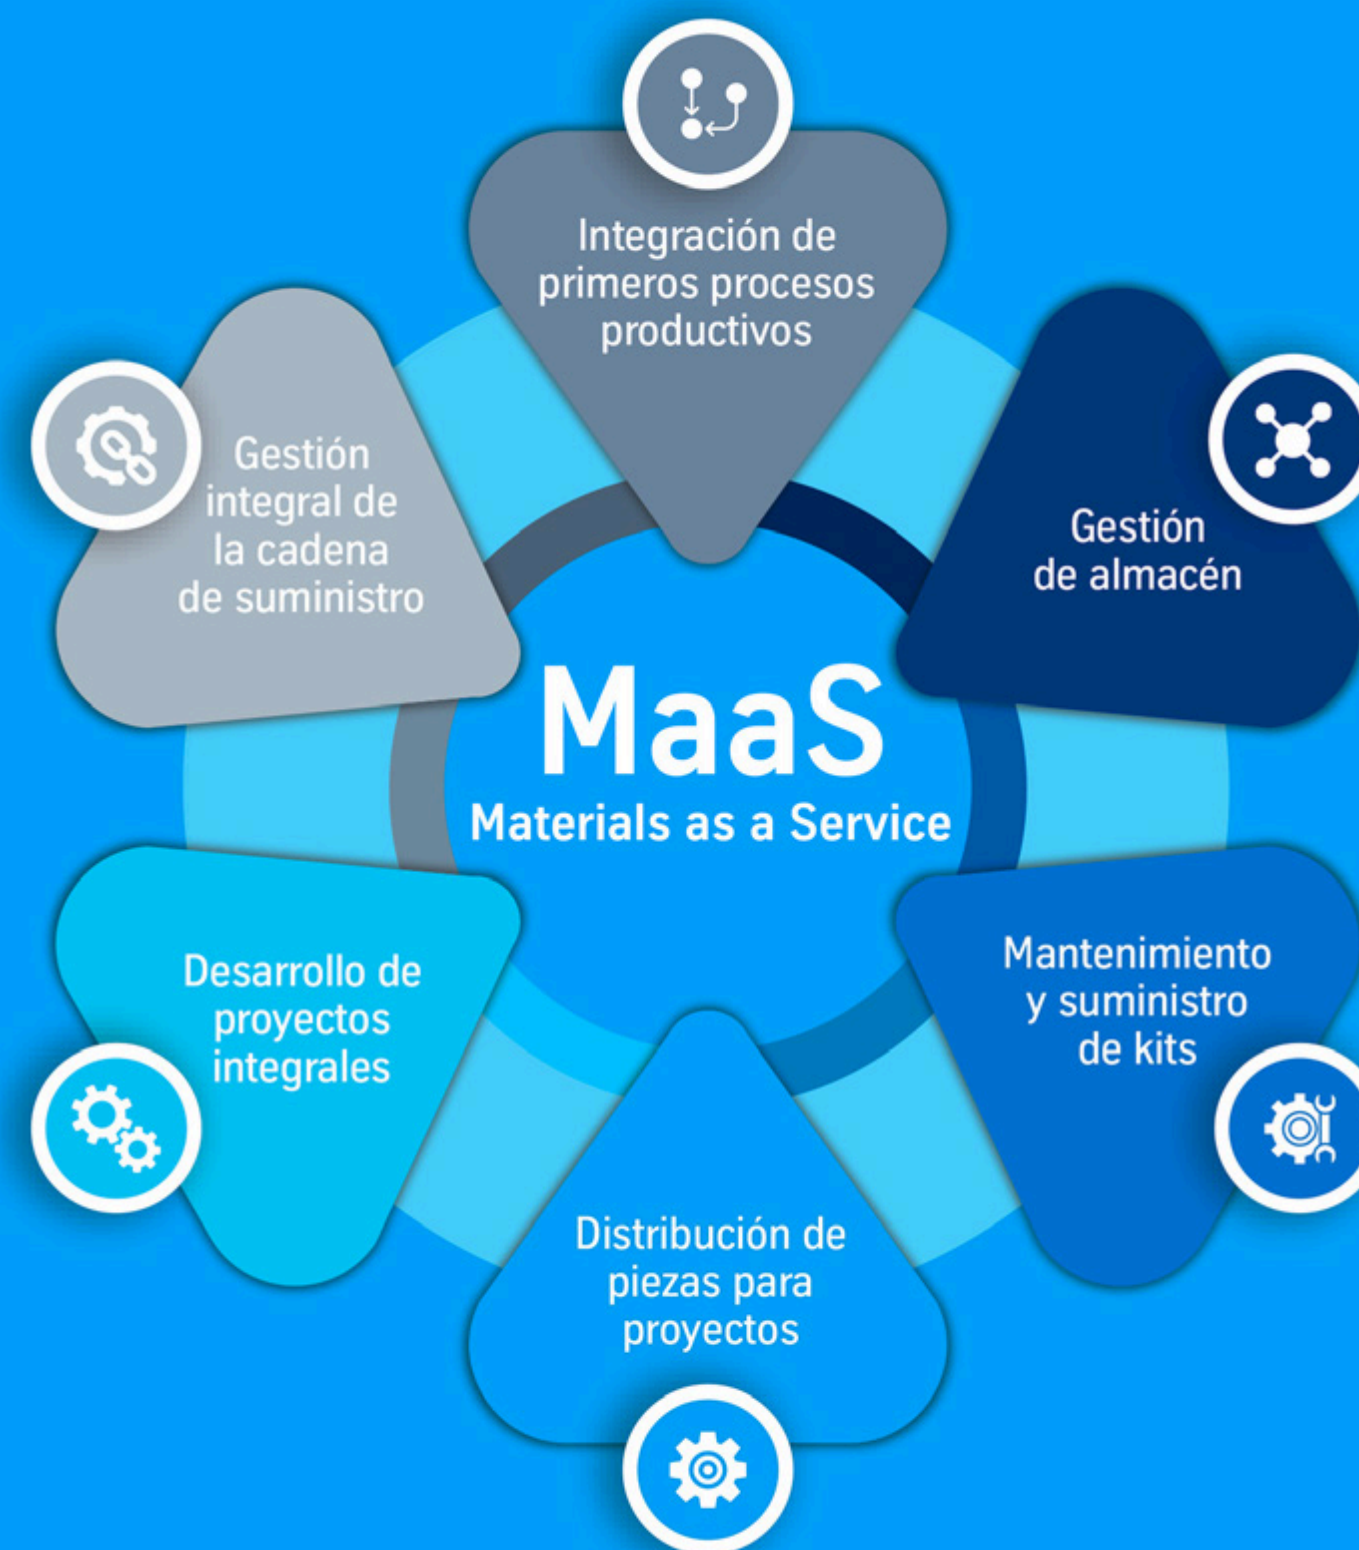 Integración de
primeros procesos
productivos
Gestión
integral de
la cadena
de suministro
Gestión
de almacén
MaaS
Materials as a Service
Desarrollo de
proyectos
integrales
Mantenimiento
y suministro
de kits
Distribución de
piezas para
proyectos